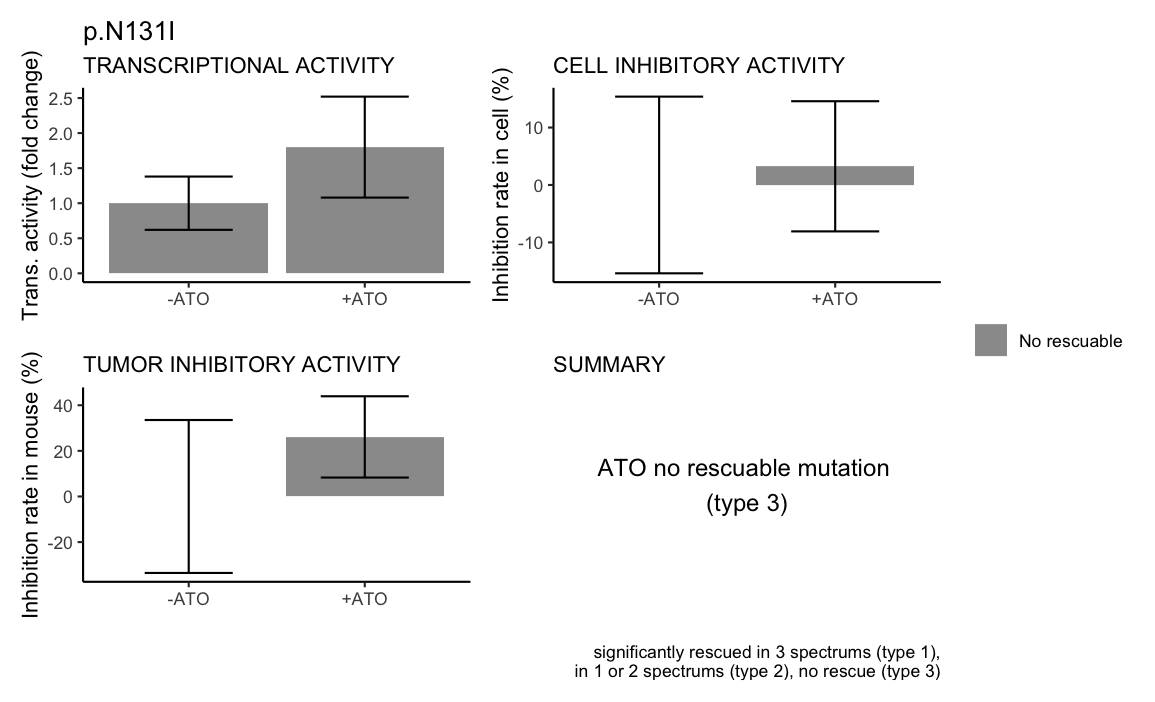 p.N131I
TRANSCRIPTIONAL ACTIVITY
Trans. activity (fold change)
2.5
2.0
1.5
1.0
0.5
0.0
-ATO
+ATO
CELL INHIBITORY ACTIVITY
Inhibition rate in cell (%)
10
0
-10
-ATO
+ATO
No rescuable
TUMOR INHIBITORY ACTIVITY
Inhibition rate in mouse (%)
40
20
0
-20
-ATO
+ATO
SUMMARY
ATO no rescuable mutation
(type 3)
significantly rescued in 3 spectrums (type 1),
in 1 or 2 spectrums (type 2), no rescue (type 3)